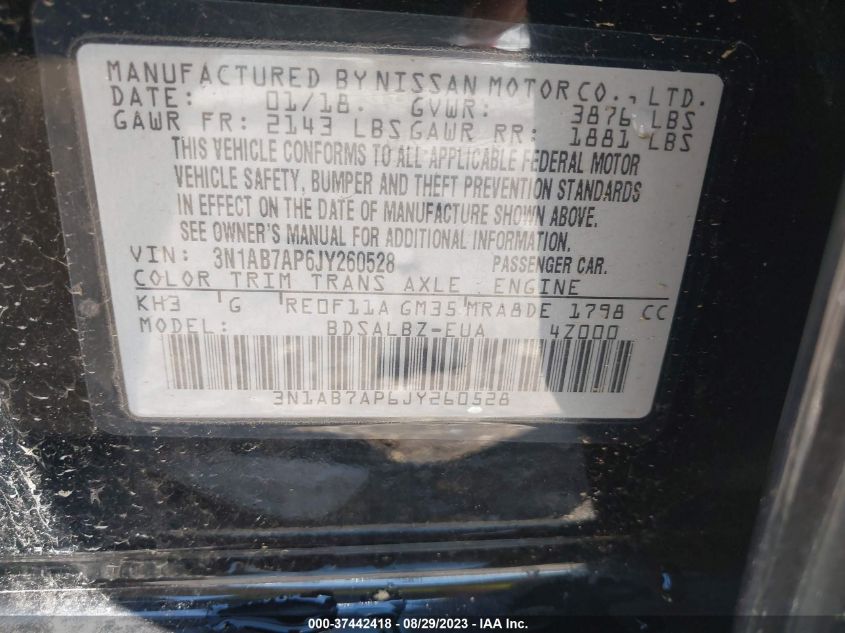 MANUFACTURED BY NISSAN MOTOR CO., LTD.
DATE: 01/18. GVWR: 3876 LBS
GAWR FR: 2143 LBS GAWR RR: 1881 LBS
THIS VEHICLE CONFORMS TO ALL APPLICABLE FEDERAL MOTOR
VEHICLE SAFETY, BUMPER AND THEFT PREVENTION STANDARDS
IN EFFECT ON THE DATE OF MANUFACTURE SHOWN ABOVE.
SEE OWNER'S MANUAL FOR ADDITIONAL INFORMATION.
VIN: 3N1AB7AP6JY260528 PASSENGER CAR.
COLOR TRIM TRANS AXLE ENGINE
KH3 G RE0F11A GM35 MRA8DE 1798 CC
MODEL: BDSALBZ-EUA 4Z000
3N1AB7AP6JY260528
000-37442418 - 08/29/2023 - IAA Inc.